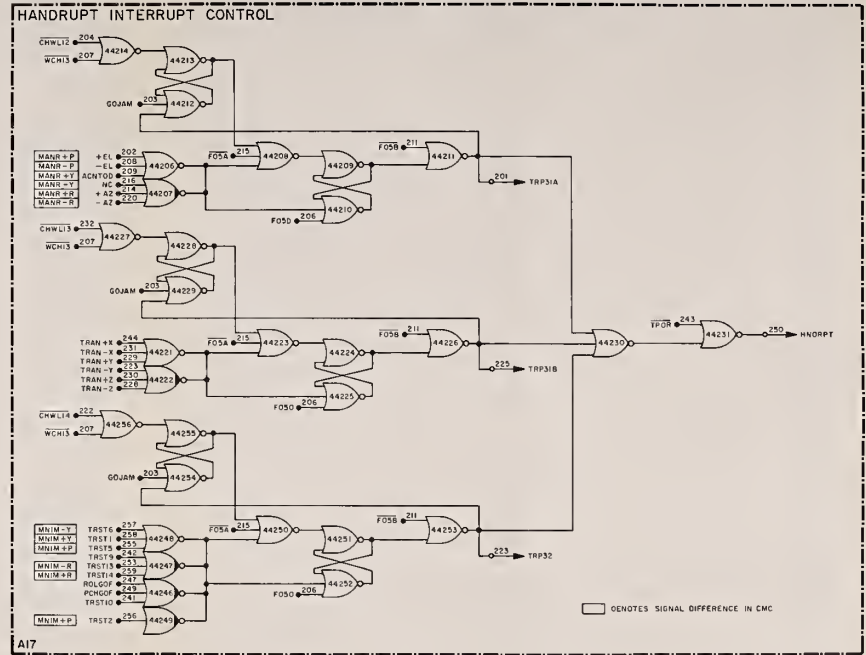 HANDRUPT INTERRUPT CONTROL
CHWL12 204
WCH13 207
44214
44213
GOJAM 203
44212
MANR+P +EL 202
MANR-P -EL 208
MANR+Y ACNTOD 209
MANR-Y NC 216
MANR+R +AZ 214
MANR-R -AZ 220
44206
44207
F05A 215
44208
44209
44210
F05D 206
F05B 211
44211
201 TRP31A
CHWL13 232
WCH13 207
44227
44228
GOJAM 203
44229
TRAN+X 244
TRAN-X 231
TRAN+Y 229
TRAN-Y 223
TRAN+Z 230
TRAN-Z 228
44221
44222
F05A 215
44223
44224
44225
F05O 206
F05B 211
44226
225 TRP31B
44230
TPOR 243
44231
250 HNORPT
CHWL14 222
WCH13 207
44256
44255
GOJAM 203
44254
MNIM-Y TRST6 257
MNIM+Y TRST1 258
MNIM+P TRST5 255
TRST9 242
MNIM-R TRST13 253
MNIM+R TRST14 259
ROLGOF 247
PCHGOF 249
TRST10 241
MNIM+P TRST2 256
44248
44247
44246
44249
F05A 215
44250
44251
44252
F05O 206
F05B 211
44253
223 TRP32
DENOTES SIGNAL DIFFERENCE IN CMC
A17